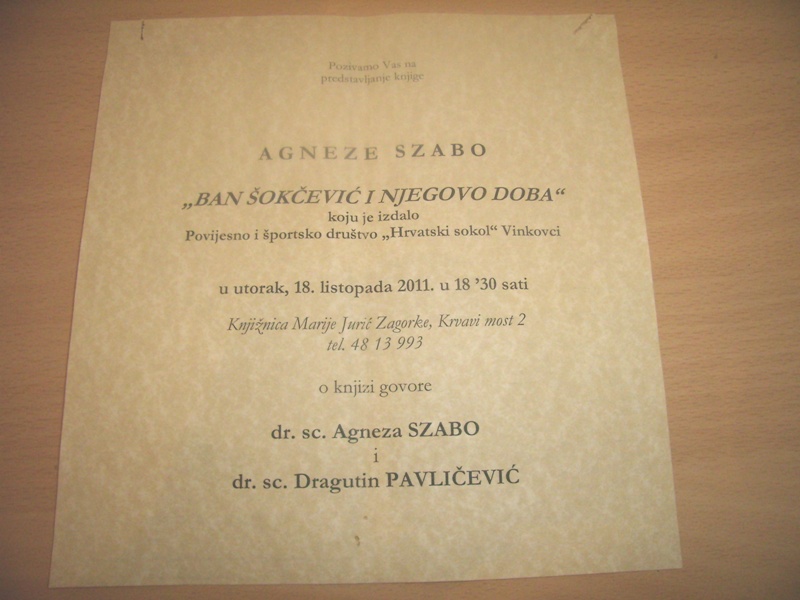 Pozivamo Vas na
predstavljanje knjige
AGNEZE SZABO
„BAN ŠOKČEVIĆ I NJEGOVO DOBA“
koju je izdalo
Povijesno i športsko društvo „Hrvatski sokol“ Vinkovci
u utorak, 18. listopada 2011. u 18 ’30 sati
Knjižnica Marije Jurić Zagorke, Krvavi most 2
tel. 48 13 993
o knjizi govore
dr. sc. Agneza SZABO
i
dr. sc. Dragutin PAVLIČEVIĆ